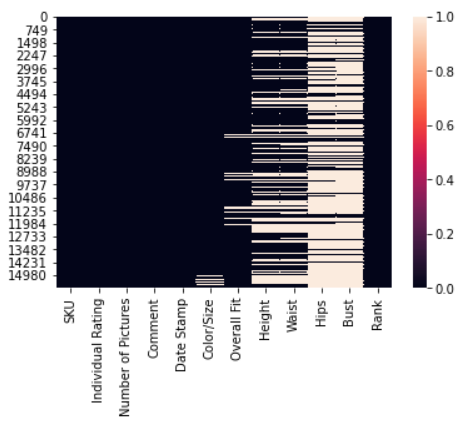 0
749
1498
2247
2996
3745
4494
5243
5992
6741
7490
8239
8988
9737
10486
11235
11984
12733
13482
14231
14980
1.0
0.8
0.6
0.4
0.2
0.0
SKU
Individual Rating
Number of Pictures
Comment
Date Stamp
Color/Size
Overall Fit
Height
Waist
Hips
Bust
Rank